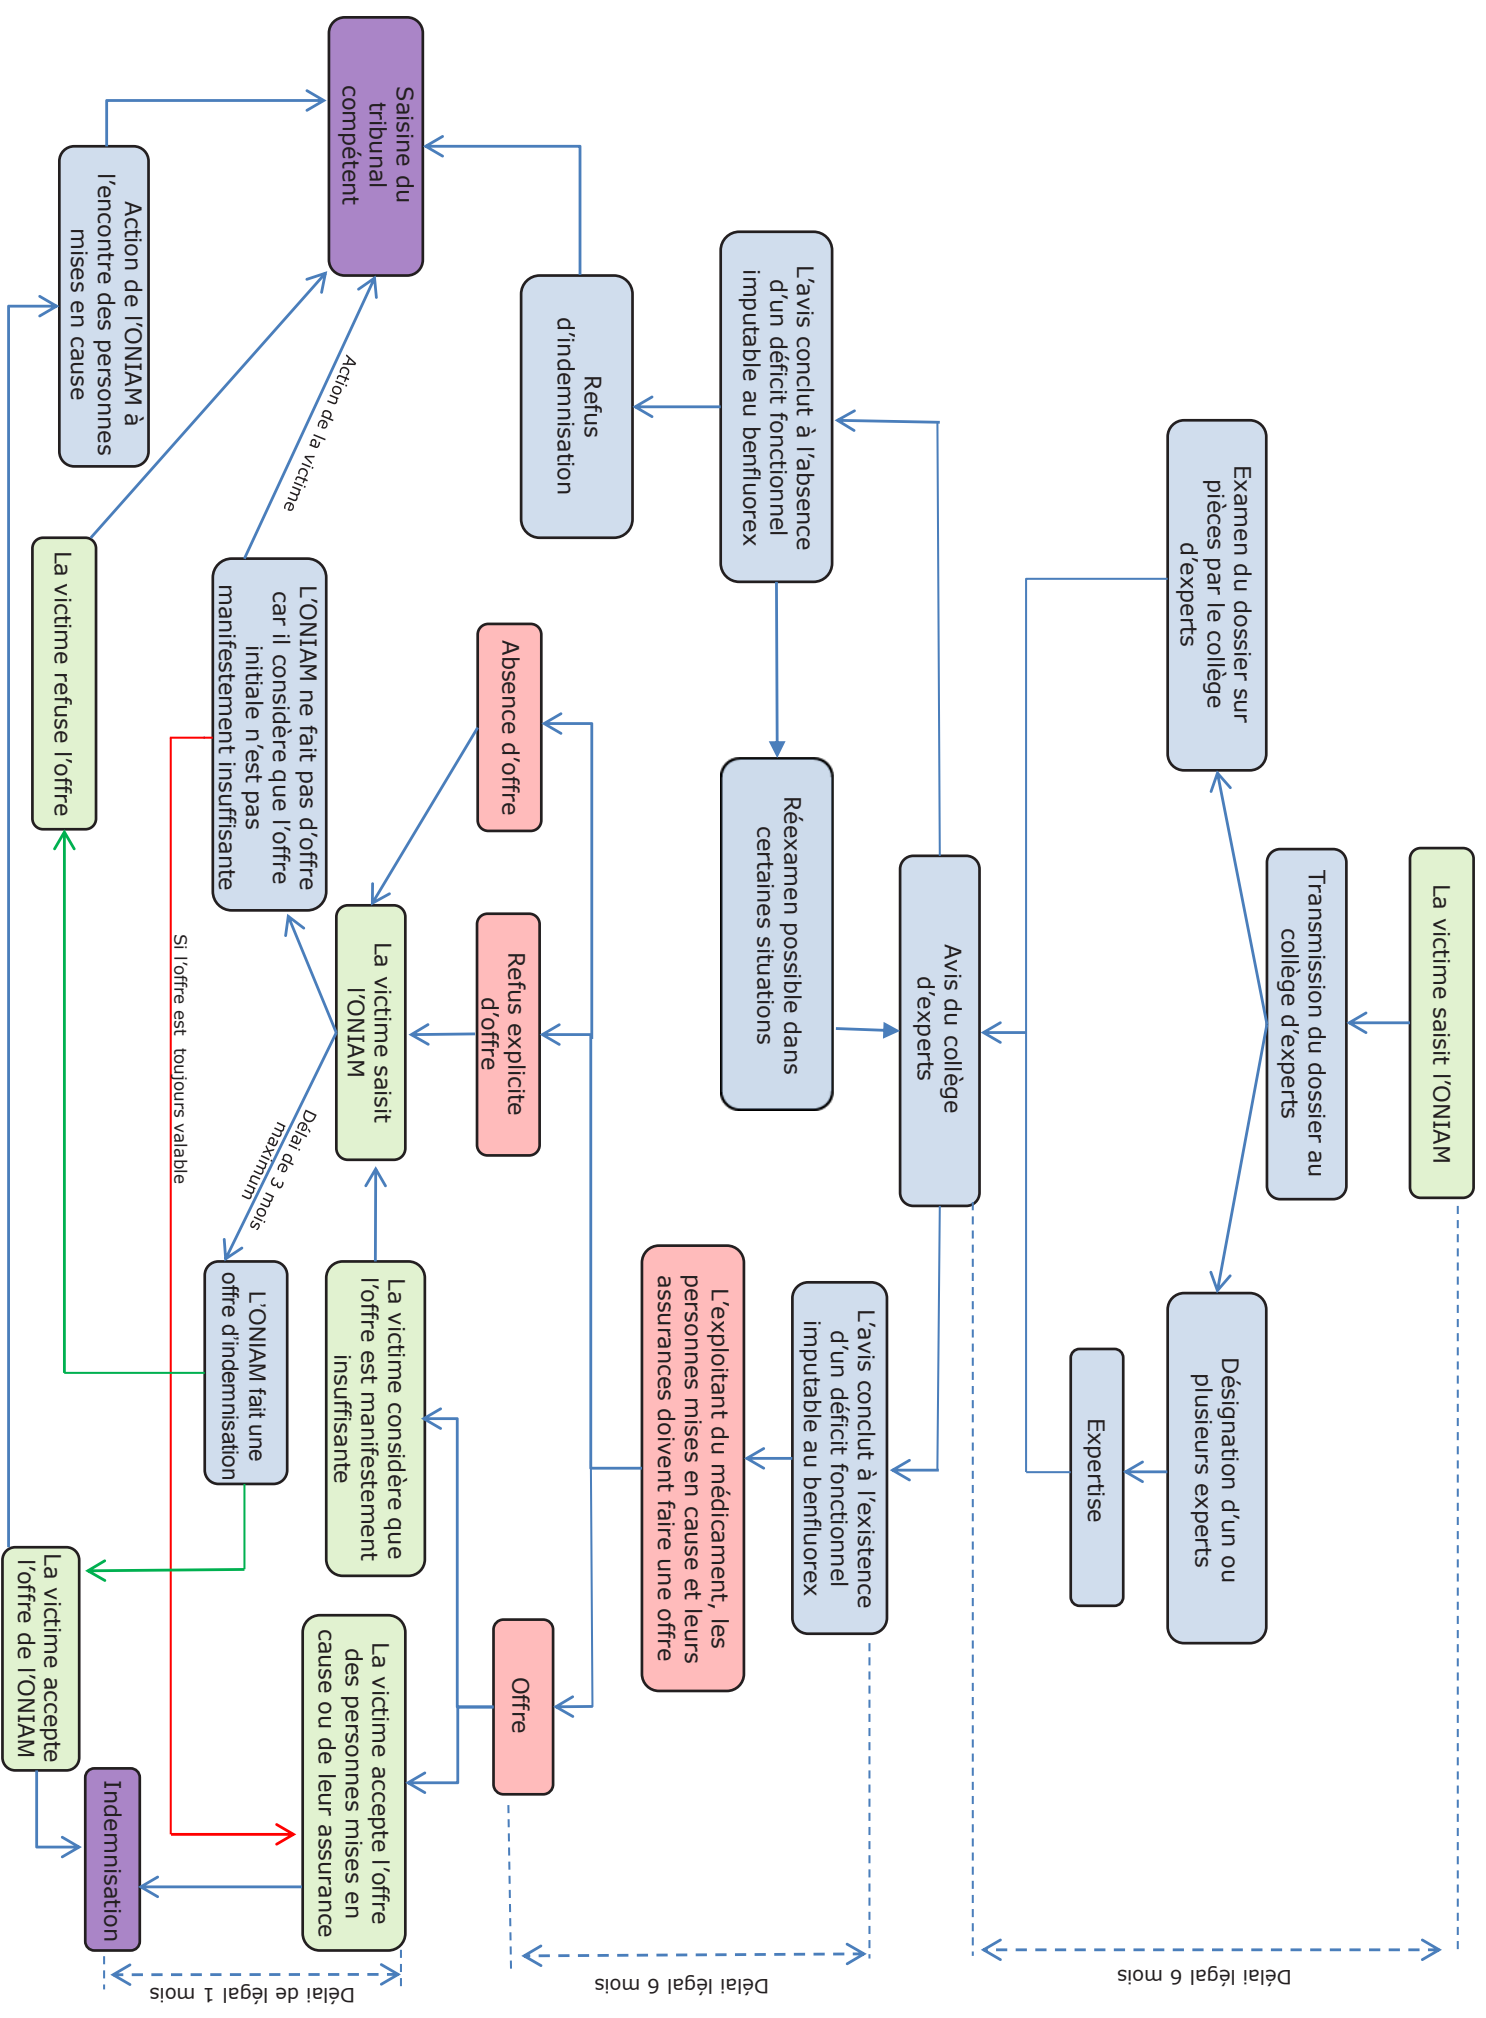 La victime saisit l’ONIAM
Transmission du dossier au
collège d’experts
Examen du dossier sur
pièces par le collège
d’experts
Désignation d’un ou
plusieurs experts
Expertise
Délai légal 6 mois
Avis du collège
d’experts
L’avis conclut à l’absence
d’un déficit fonctionnel
imputable au benfluorex
Réexamen possible dans
certaines situations
L’avis conclut à l’existence
d’un déficit fonctionnel
imputable au benfluorex
Refus
d’indemnisation
L’exploitant du médicament, les
personnes mises en cause et leurs
assurances doivent faire une offre
Délai légal 6 mois
Absence d’offre
Refus explicite
d’offre
Offre
Saisine du
tribunal
compétent
Action de la victime
La victime saisit
l’ONIAM
La victime considère que
l’offre est manifestement
insuffisante
La victime accepte l’offre
des personnes mises en
cause ou de leur assurance
L’ONIAM ne fait pas d’offre
car il considère que l’offre
initiale n’est pas
manifestement insuffisante
Délai de 3 mois
maximum
L’ONIAM fait une
offre d’indemnisation
Si l’offre est toujours valable
Action de l’ONIAM à
l’encontre des personnes
mises en cause
La victime refuse l’offre
La victime accepte
l’offre de l’ONIAM
Indemnisation
Délai de légal 1 mois